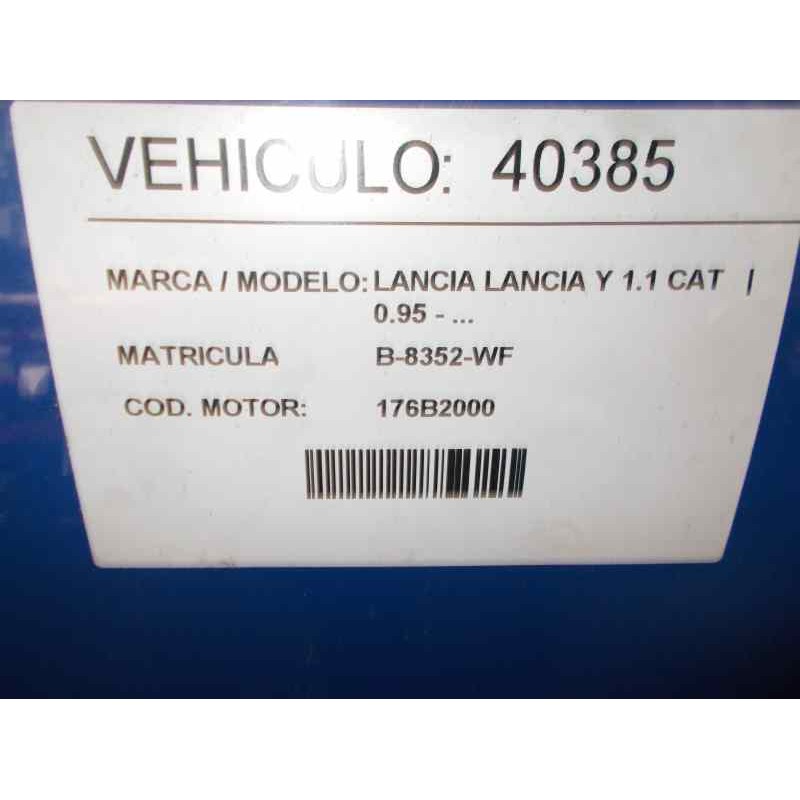 VEHICULO: 40385
MARCA / MODELO: LANCIA LANCIA Y 1.1 CAT |
0.95 - ...
MATRICULA B-8352-WF
COD. MOTOR: 176B2000